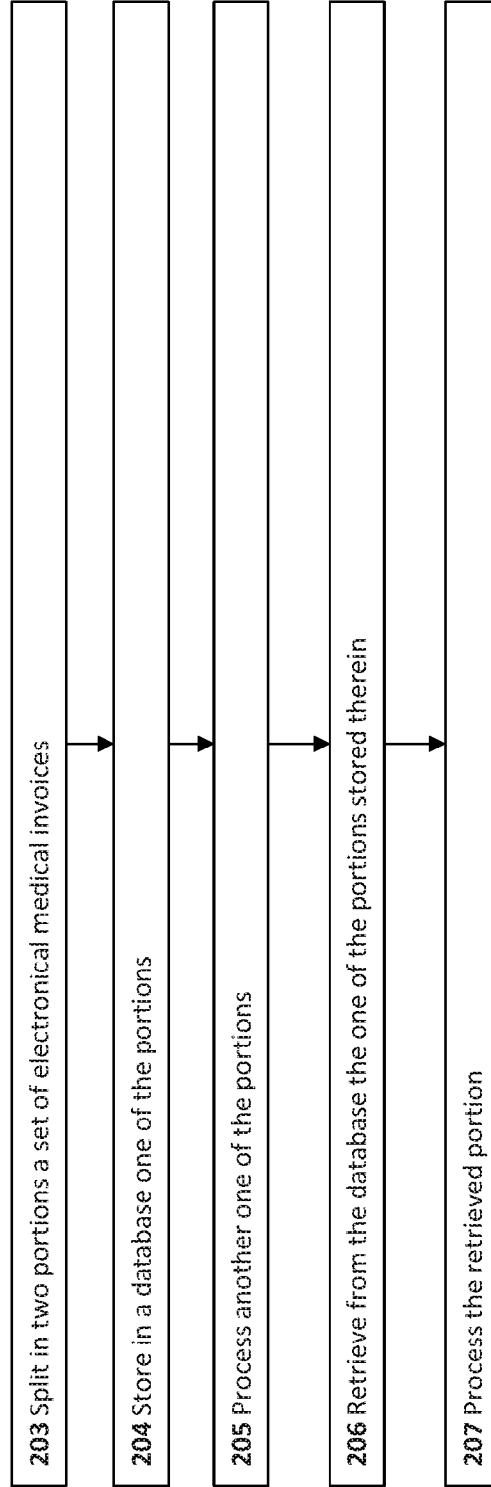 203 Split in two portions a set of electronical medical invoices
204 Store in a database one of the portions
205 Process another one of the portions
206 Retrieve from the database the one of the portions stored therein
207 Process the retrieved portion